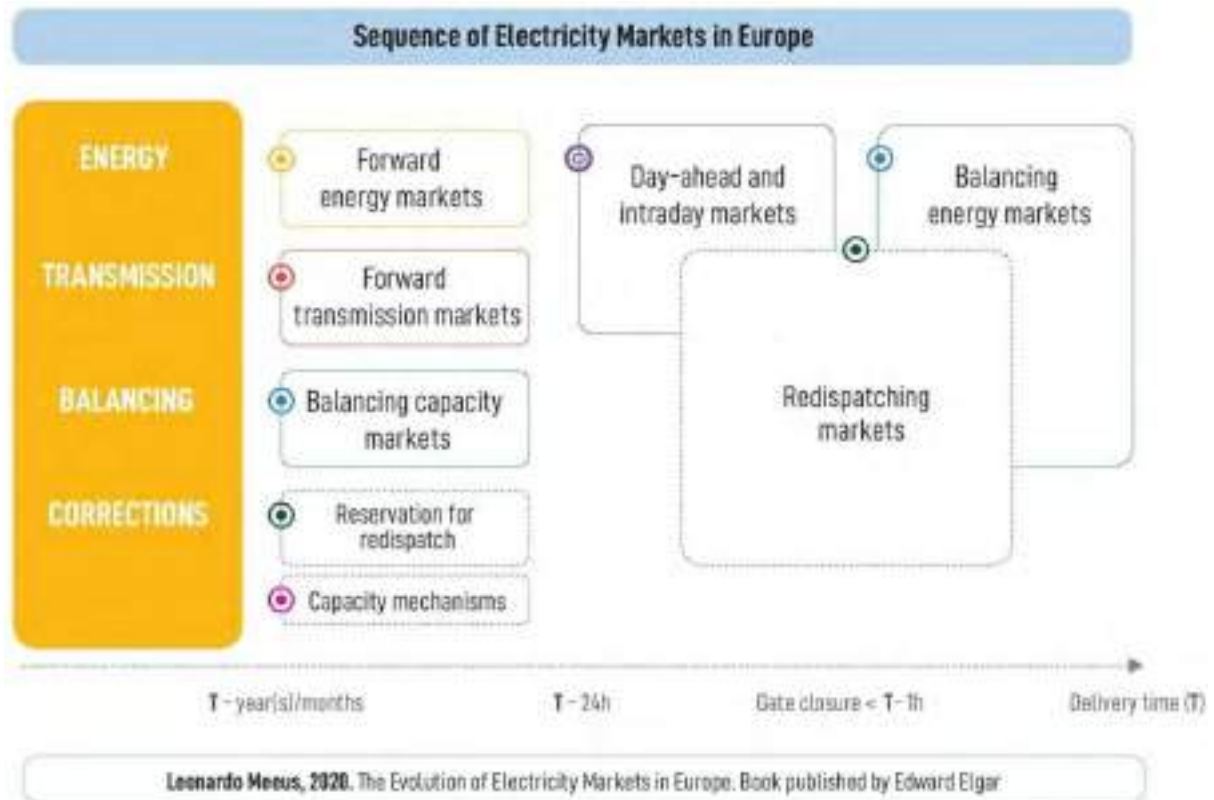 Sequence of Electricity Markets in Europe
ENERGY
Forward
energy markets
Day-ahead and
intraday markets
Balancing
energy markets
TRANSMISSION
Forward
transmission markets
BALANCING
Balancing capacity
markets
Redispatching
markets
CORRECTIONS
Reservation for
redispatch
Capacity mechanisms
T - year(s)/months
T - 24h
Gate closure < T- 1h
Delivery time (T)
Leonardo Meeus, 2020. The Evolution of Electricity Markets in Europe. Book published by Edward Elgar